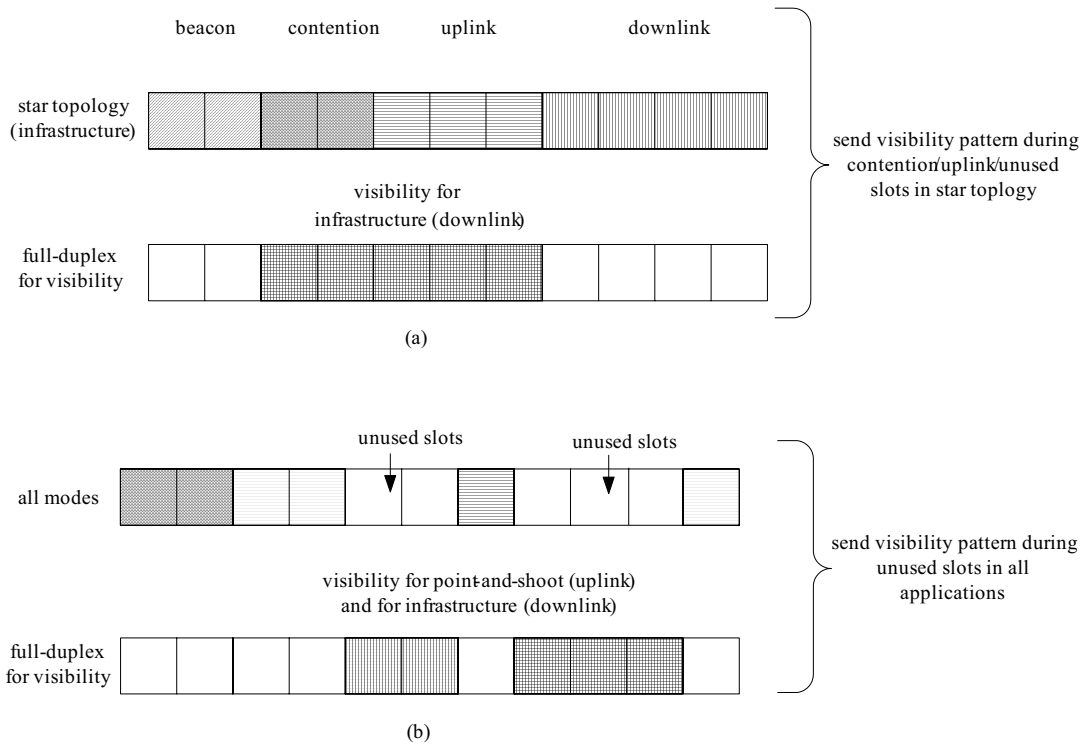 beacon contention uplink downlink
star topology
(infrastructure)
send visibility pattern during
contention/uplink/unused
slots in star toplogy
visibility for
infrastructure (downlink)
full-duplex
for visibility
(a)
unused slots unused slots
all modes
send visibility pattern during
unused slots in all
applications
visibility for point-and-shoot (uplink)
and for infrastructure (downlink)
full-duplex
for visibility
(b)